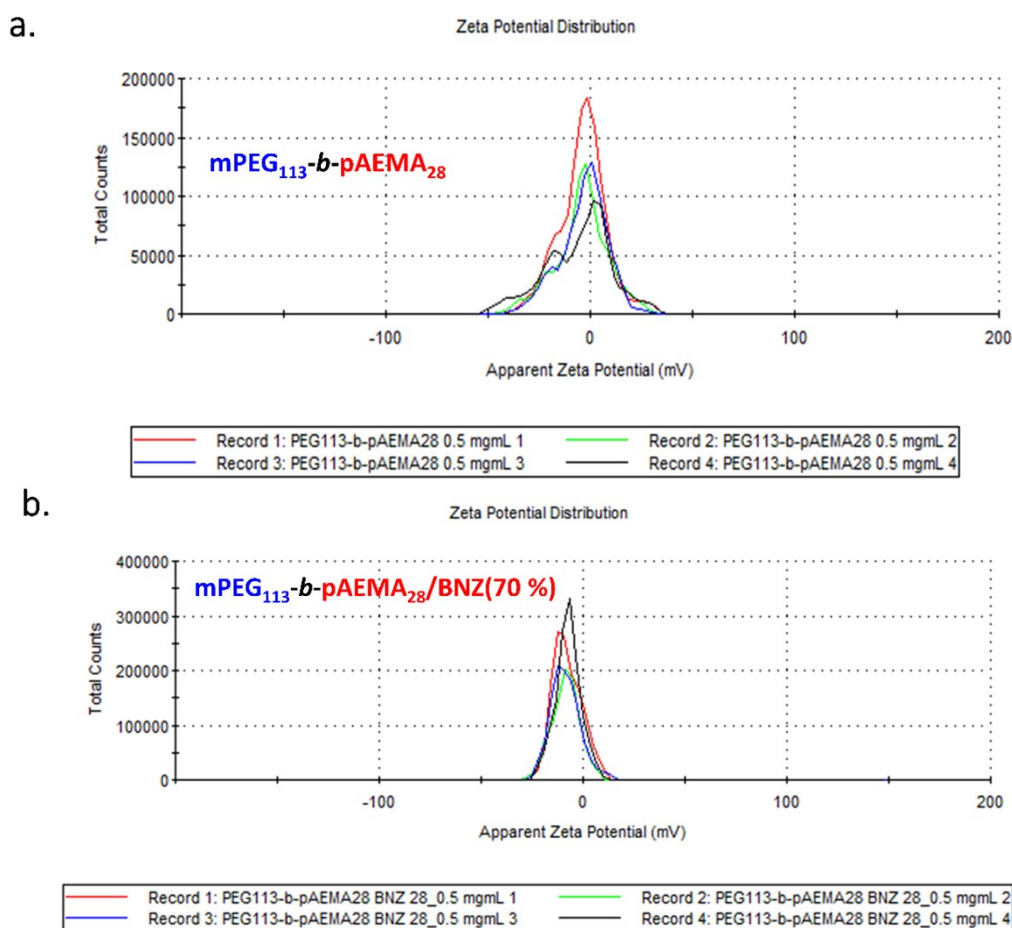 a.
Zeta Potential Distribution
200000
150000
100000
50000
0
Total Counts
mPEG₁₁₃-b-pAEMA₂₈
-100 0 100 200
Apparent Zeta Potential (mV)
Record 1: PEG113-b-pAEMA28 0.5 mgmL 1 Record 2: PEG113-b-pAEMA28 0.5 mgmL 2
Record 3: PEG113-b-pAEMA28 0.5 mgmL 3 Record 4: PEG113-b-pAEMA28 0.5 mgmL 4
b.
Zeta Potential Distribution
400000
300000
200000
100000
0
Total Counts
mPEG₁₁₃-b-pAEMA₂₈/BNZ(70 %)
-100 0 100 200
Apparent Zeta Potential (mV)
Record 1: PEG113-b-pAEMA28 BNZ 28_0.5 mgmL 1 Record 2: PEG113-b-pAEMA28 BNZ 28_0.5 mgmL 2
Record 3: PEG113-b-pAEMA28 BNZ 28_0.5 mgmL 3 Record 4: PEG113-b-pAEMA28 BNZ 28_0.5 mgmL 4